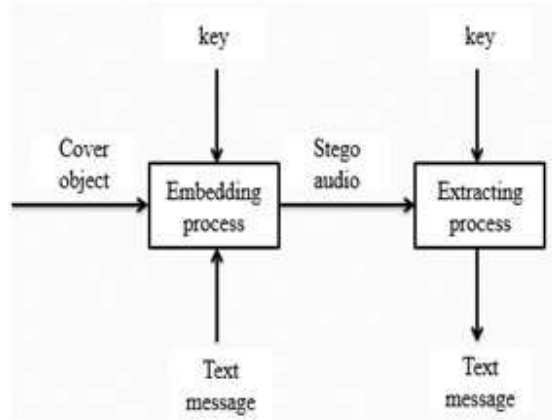 key
key
Cover
object
Stego
audio
Embedding
process
Extracting
process
Text
message
Text
message